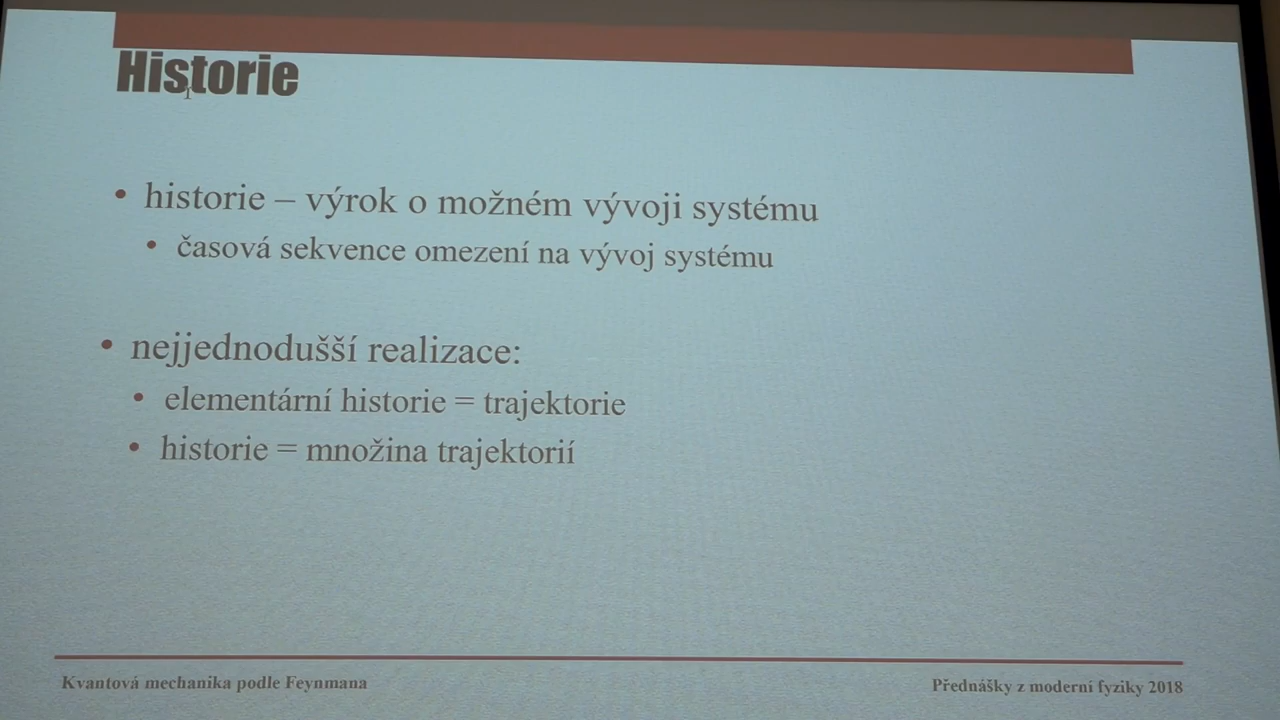 Historie
• historie – výrok o možném vývoji systému
• časová sekvence omezení na vývoj systému
• nejjednodušší realizace:
• elementární historie = trajektorie
• historie = množina trajektorií
Kvantová mechanika podle Feynmana
Přednášky z moderní fyziky 2018